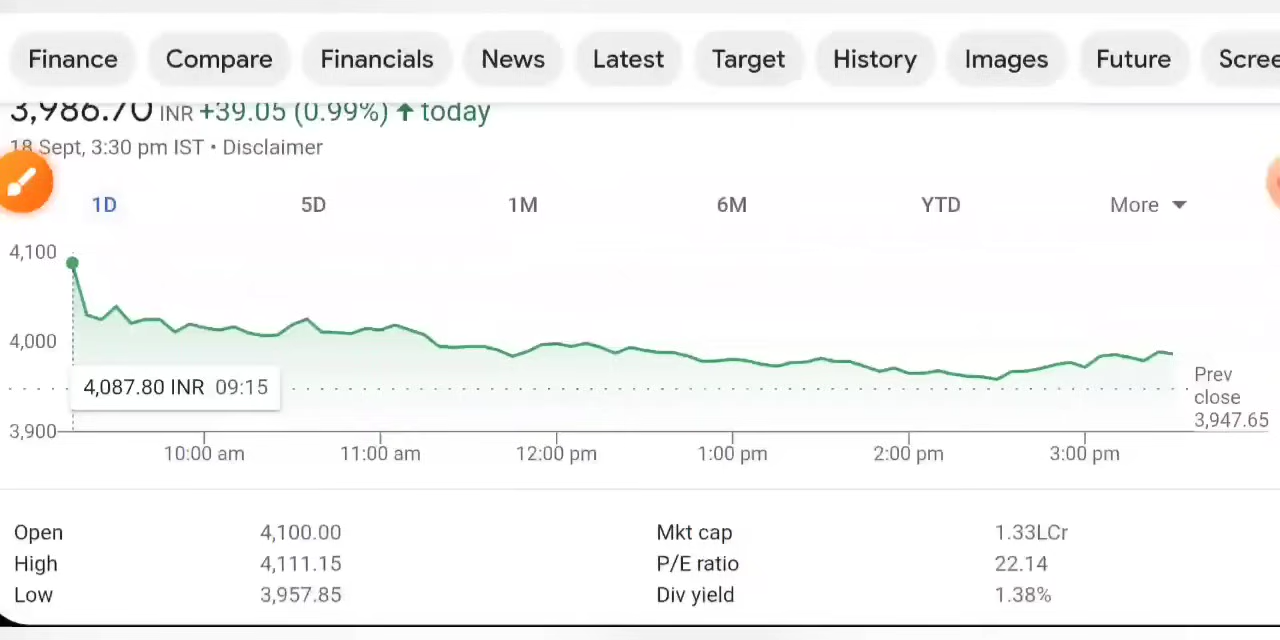 Finance Compare Financials News Latest Target History Images Future Scree
3,986.70 INR +39.05 (0.99%) ↑ today
18 Sept, 3:30 pm IST • Disclaimer
1D 5D 1M 6M YTD More
4,100
4,000
3,900
4,087.80 INR 09:15
Prev
close
3,947.65
10:00 am 11:00 am 12:00 pm 1:00 pm 2:00 pm 3:00 pm
Open 4,100.00 Mkt cap 1.33LCr
High 4,111.15 P/E ratio 22.14
Low 3,957.85 Div yield 1.38%